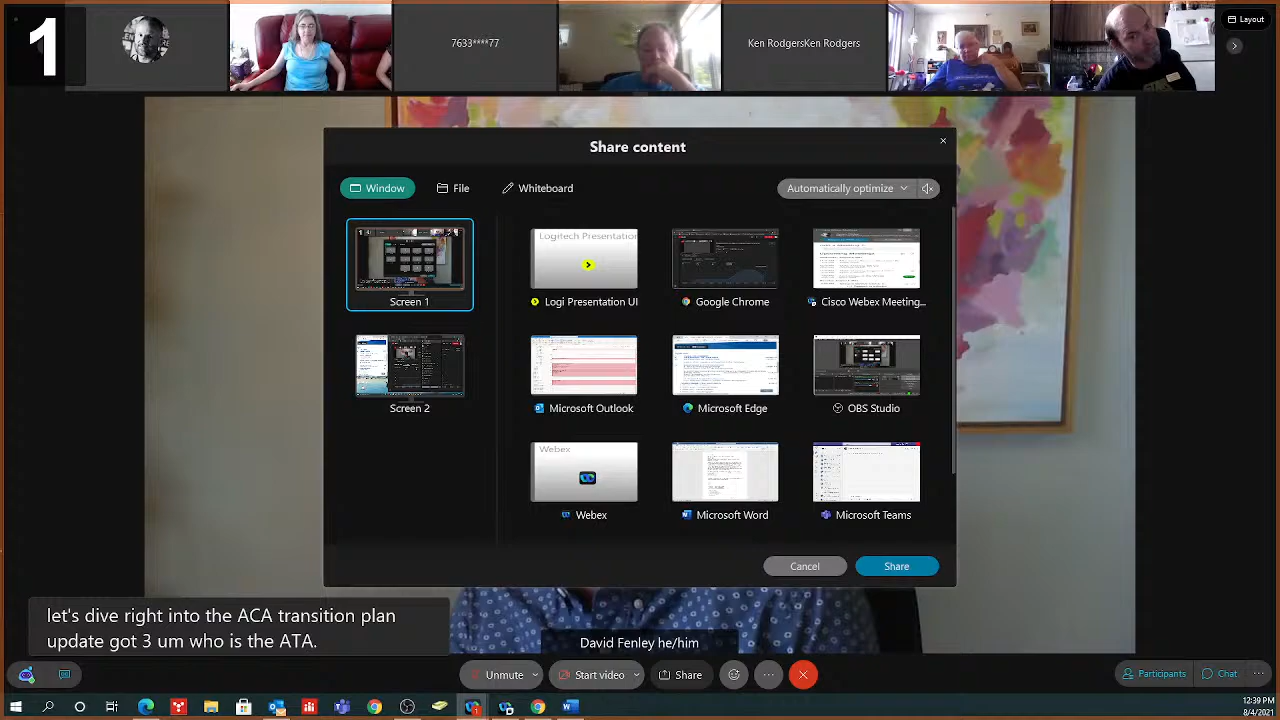 1
7633****77
Ken RodgersKen Rodgers
Layout
Share content
Window
File
Whiteboard
Automatically optimize
Screen 1
Screen 2
Logitech Presentation
Logi Presentation UI
Google Chrome
Cisco Webex Meeting...
Microsoft Outlook
Microsoft Edge
OBS Studio
Webex
Webex
Microsoft Word
Microsoft Teams
Cancel
Share
let's dive right into the ACA transition plan
update got 3 um who is the ATA.
David Fenley he/him
Unmute
Start video
Share
Participants
Chat
12:39 PM
8/4/2021